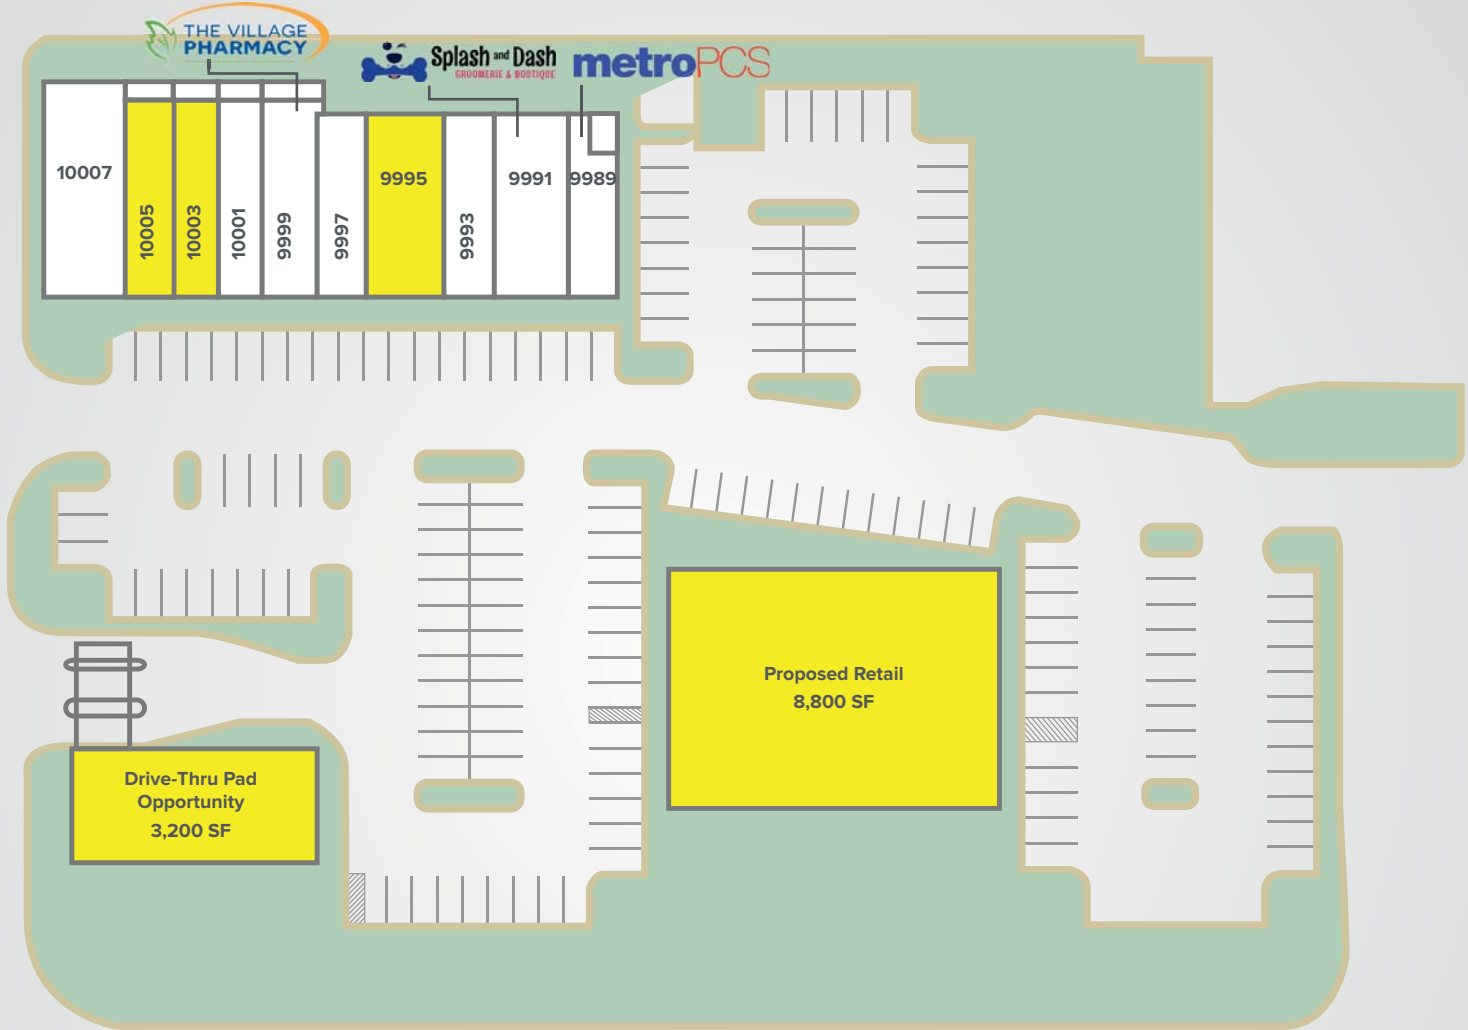 THE VILLAGE
PHARMACY
Splash and Dash
GROOMERIE & BOUTIQUE
metroPCS
10007
10005
10003
10001
9999
9997
9995
9993
9991
9989
Proposed Retail
8,800 SF
Drive-Thru Pad
Opportunity
3,200 SF